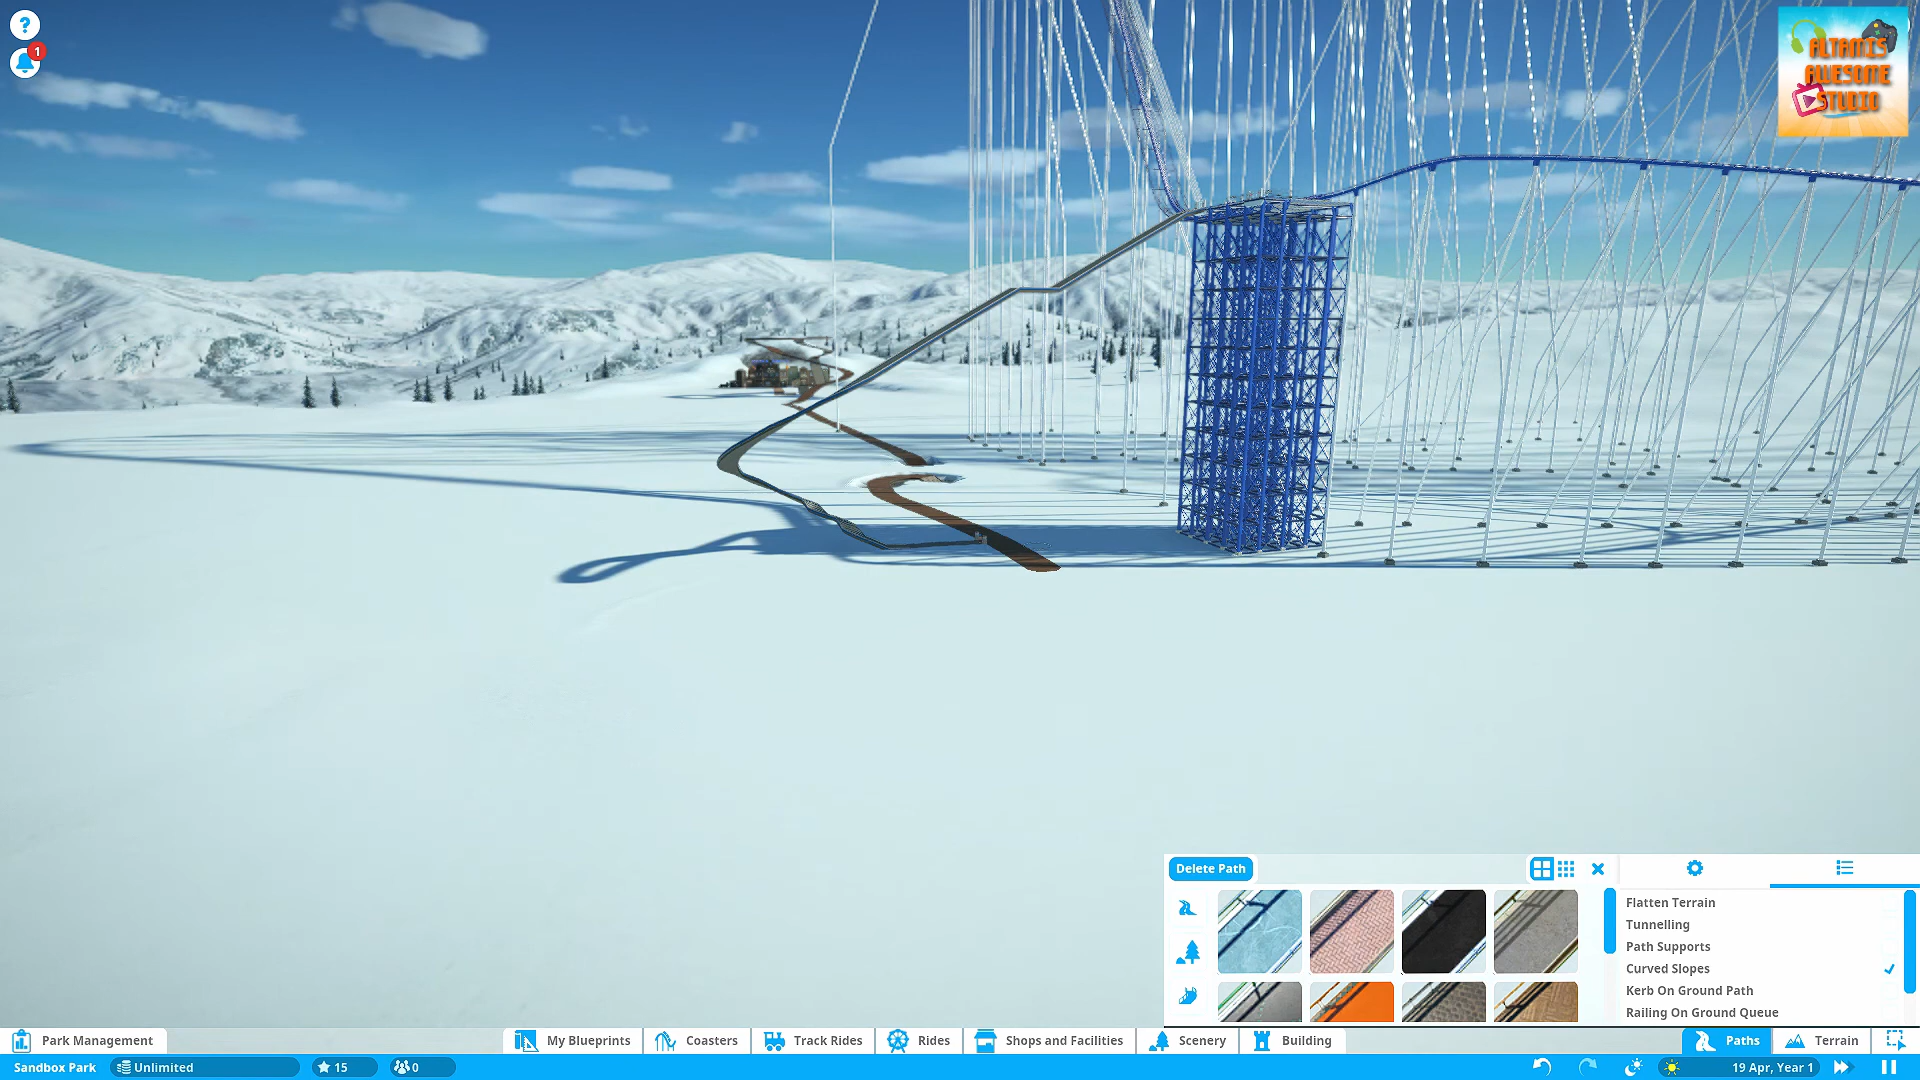 ?
1
ALTAMIS
AWESOME
STUDIO
Delete Path
Flatten Terrain
Tunnelling
Path Supports
Curved Slopes
Kerb On Ground Path
Railing On Ground Queue
Park Management
My Blueprints
Coasters
Track Rides
Rides
Shops and Facilities
Scenery
Building
Paths
Terrain
Sandbox Park
Unlimited
15
0
19 Apr, Year 1